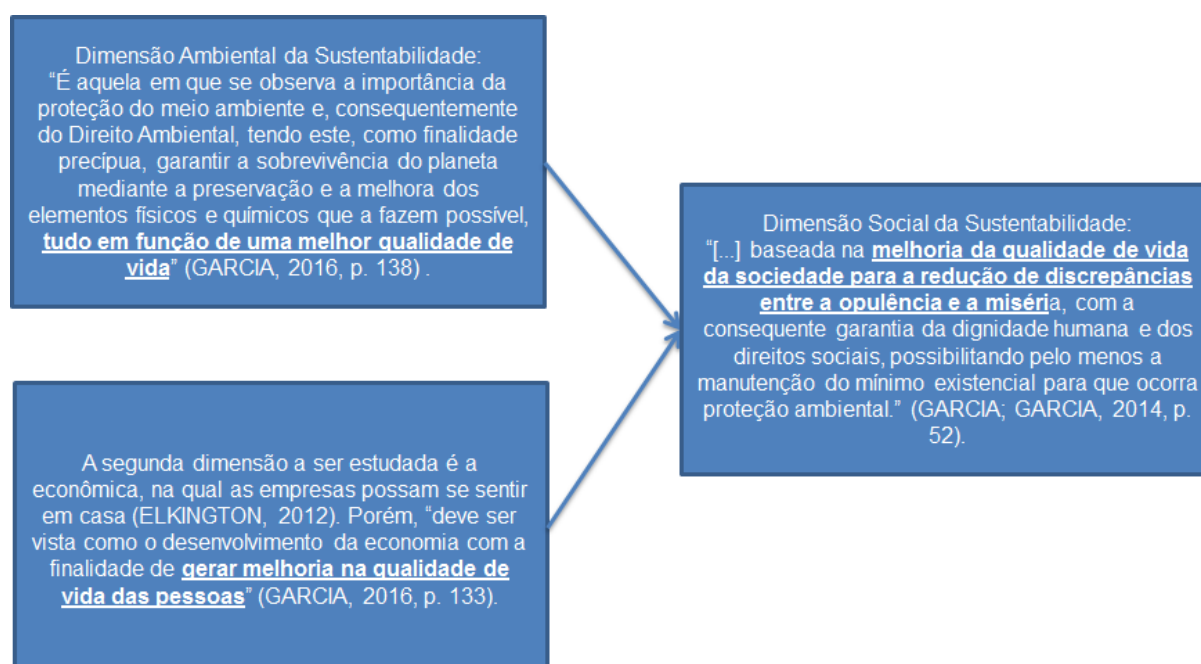 Dimensão Ambiental da Sustentabilidade:
“É aquela em que se observa a importância da
proteção do meio ambiente e, consequentemente
do Direito Ambiental, tendo este, como finalidade
precípua, garantir a sobrevivência do planeta
mediante a preservação e a melhora dos
elementos físicos e químicos que a fazem possível,
tudo em função de uma melhor qualidade de
vida” (GARCIA, 2016, p. 138) .
A segunda dimensão a ser estudada é a
econômica, na qual as empresas possam se sentir
em casa (ELKINGTON, 2012). Porém, “deve ser
vista como o desenvolvimento da economia com a
finalidade de gerar melhoria na qualidade de
vida das pessoas” (GARCIA, 2016, p. 133).
Dimensão Social da Sustentabilidade:
“[...] baseada na melhoria da qualidade de vida
da sociedade para a redução de discrepâncias
entre a opulência e a miséria, com a
consequente garantia da dignidade humana e dos
direitos sociais, possibilitando pelo menos a
manutenção do mínimo existencial para que ocorra
proteção ambiental.” (GARCIA; GARCIA, 2014, p.
52).